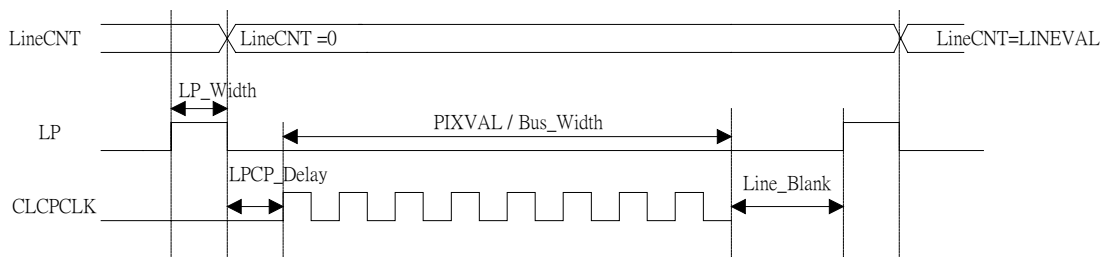 LineCNT
LineCNT =0
LineCNT=LINEVAL
LP_Width
LP
PIXVAL / Bus_Width
LPCP_Delay
Line_Blank
CLCPCLK